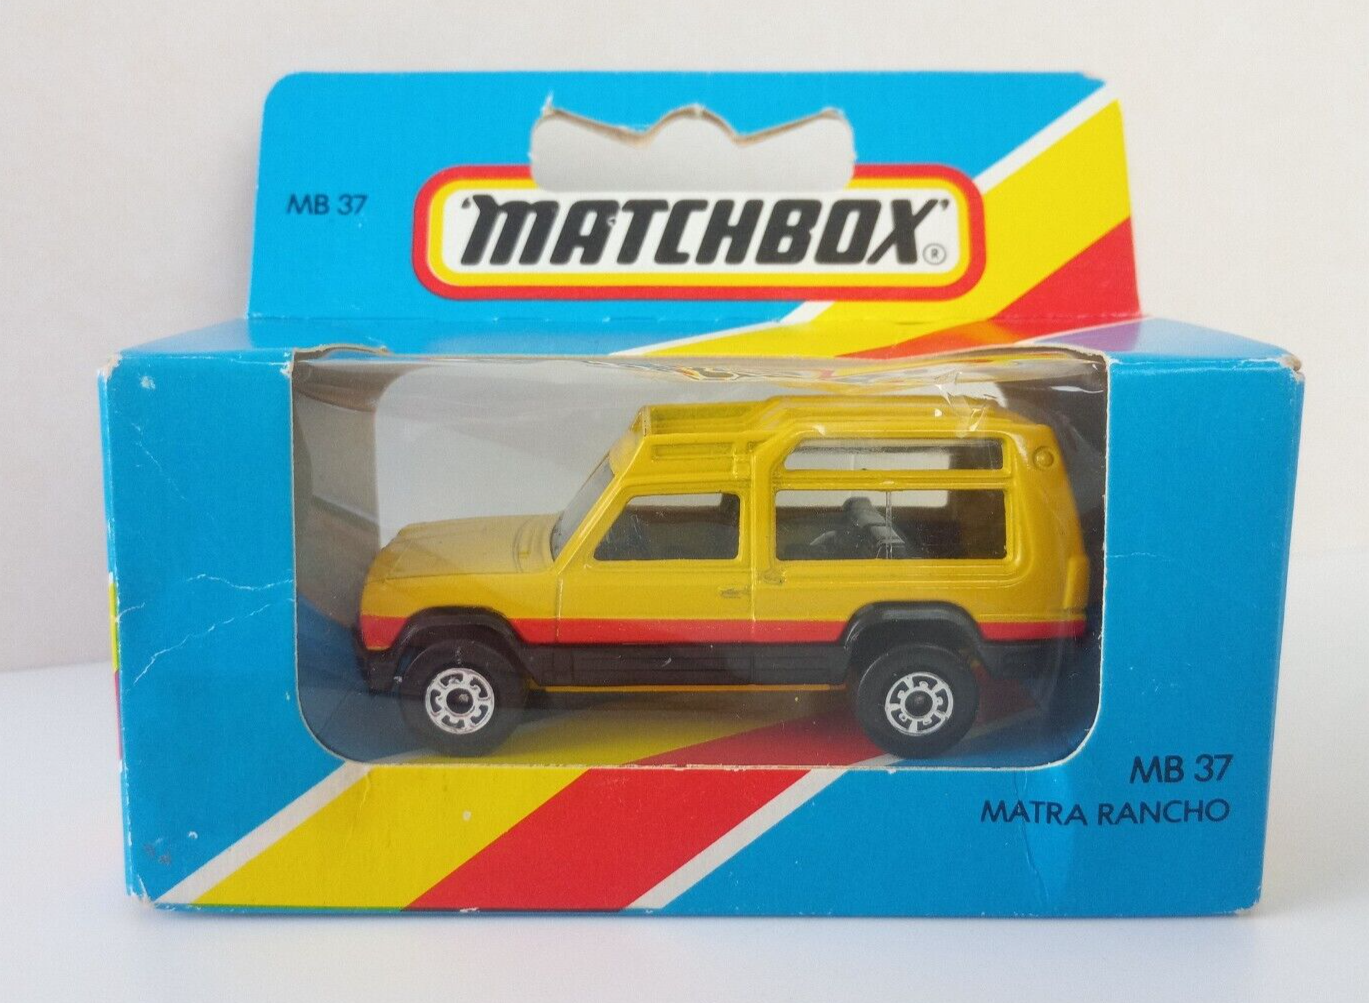 MB 37
'MATCHBOX'®
MB 37
MATRA RANCHO